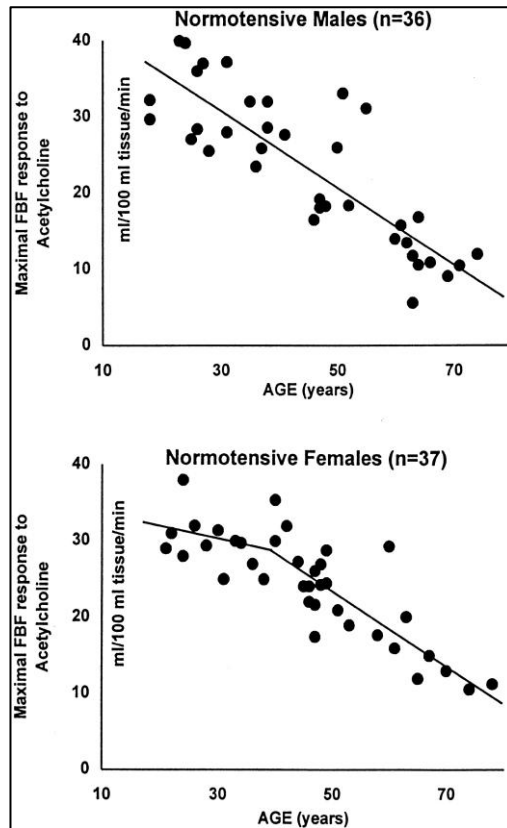 Normotensive Males (n=36)
Maximal FBF response to
Acetylcholine
ml/100 ml tissue/min
40
30
20
10
0
10
30
50
70
AGE (years)
Normotensive Females (n=37)
Maximal FBF response to
Acetylcholine
ml/100 ml tissue/min
40
30
20
10
0
10
30
50
70
AGE (years)